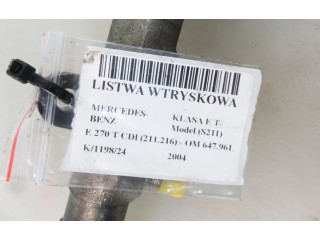 LISTWA WTRYSKOWA
MERCEDES-BENZ KLASA E T-Model (S211)
E 270 T CDI (211.216) - OM 647.961
K/1198/24 2004